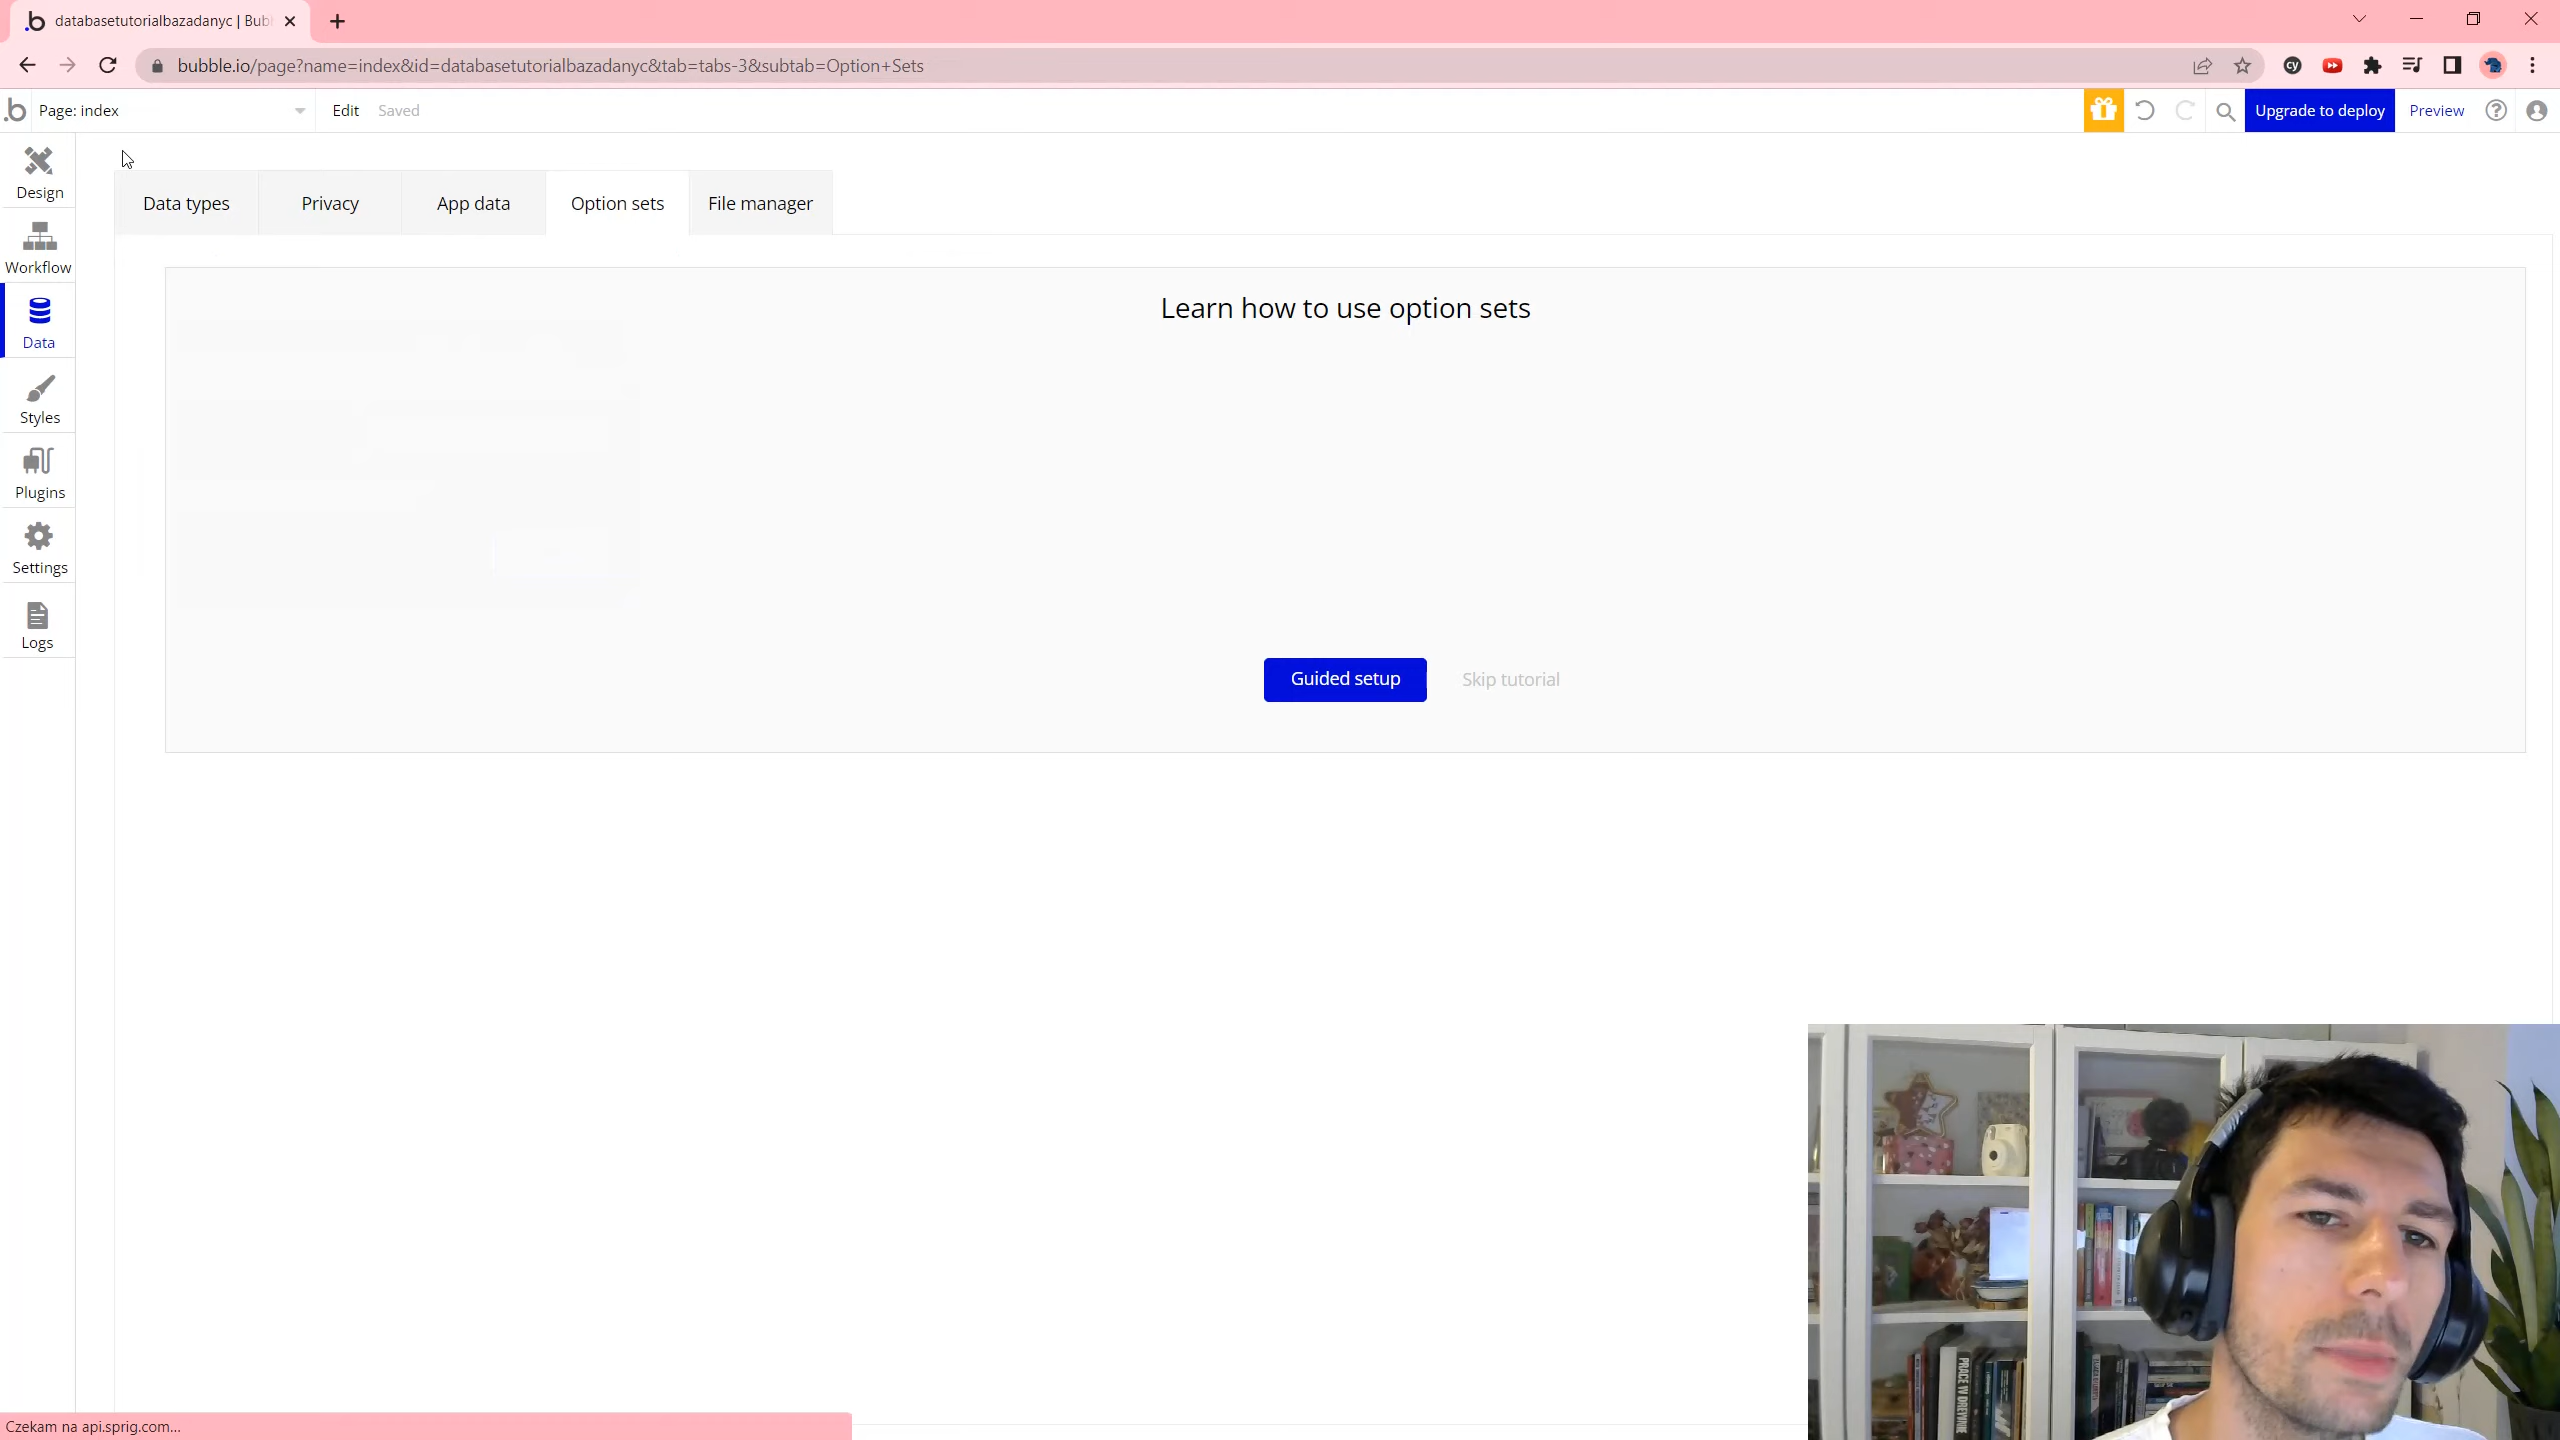 databasetutorialbazadanyc | Bub
bubble.io/page?name=index&id=databasetutorialbazadanyc&tab=tabs-3&subtab=Option+Sets
Page: index
Edit
Saved
Upgrade to deploy
Preview
Design
Workflow
Data
Styles
Plugins
Settings
Logs
Data types
Privacy
App data
Option sets
File manager
Learn how to use option sets
Guided setup
Skip tutorial
Czekam na api.sprig.com...
PRACE W DREWNIE